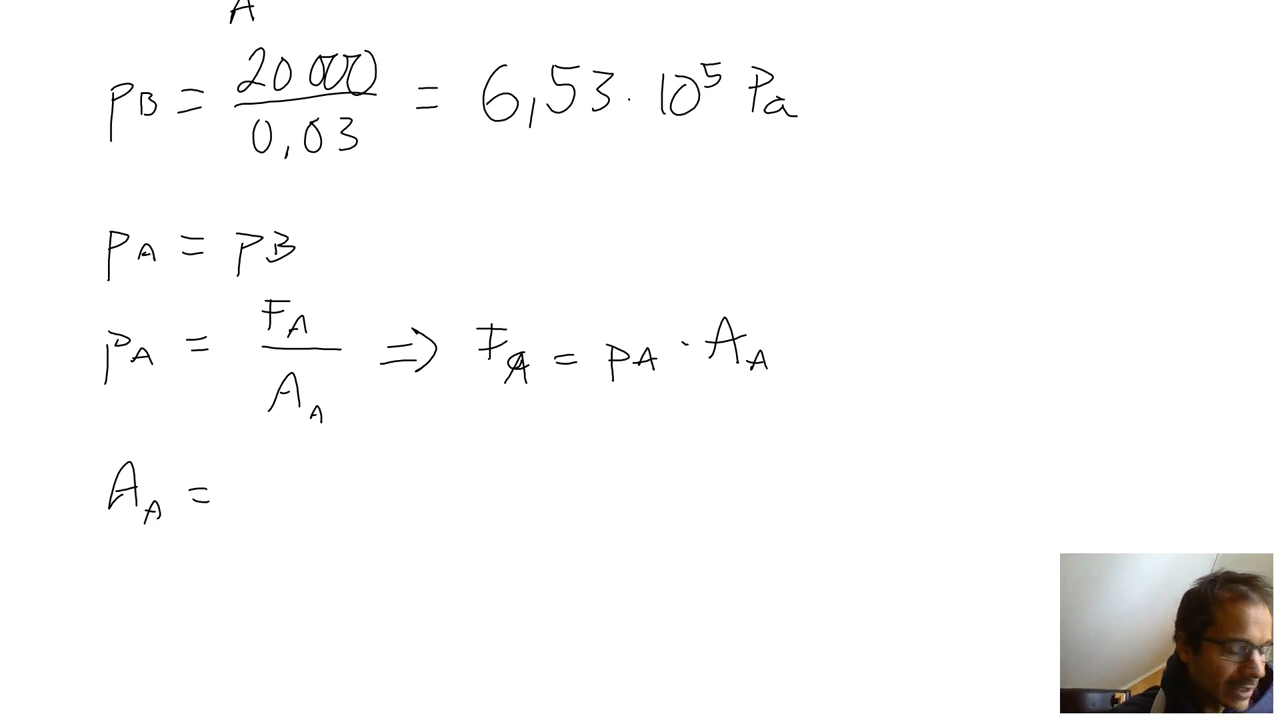 A
pB = 20 000 / 0,03 = 6,53 · 10⁵ Pa
pA = pB
pA = FA / AA ⇒ FA = pA · AA
AA =